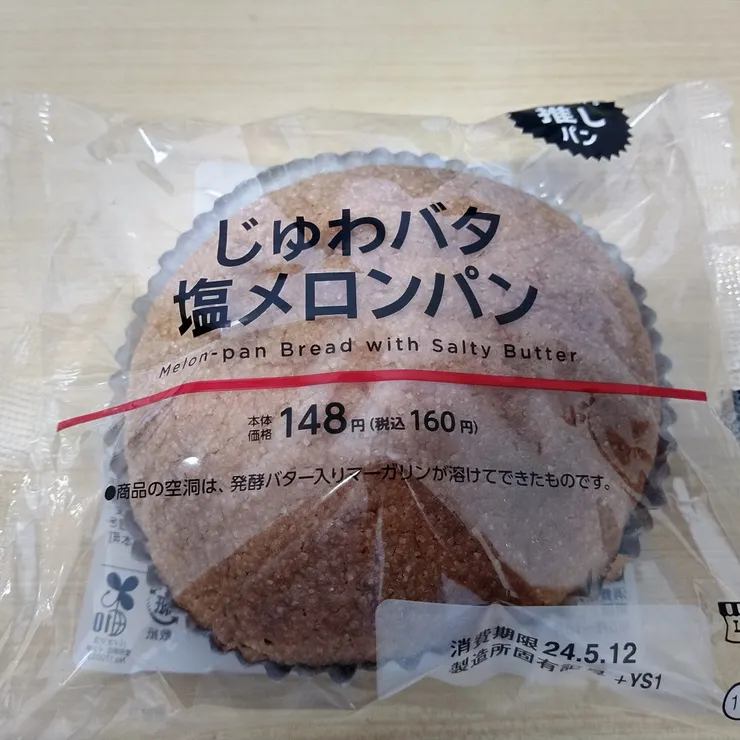 推し
パン
じゅわバタ
塩メロンパン
Melon-pan Bread with Salty Butter
本体価格 148円(税込 160円)
●商品の空洞は、発酵バター入りマーガリンが溶けてできたものです。
10
消費期限 24.5.12
製造所固有記号 +YS1